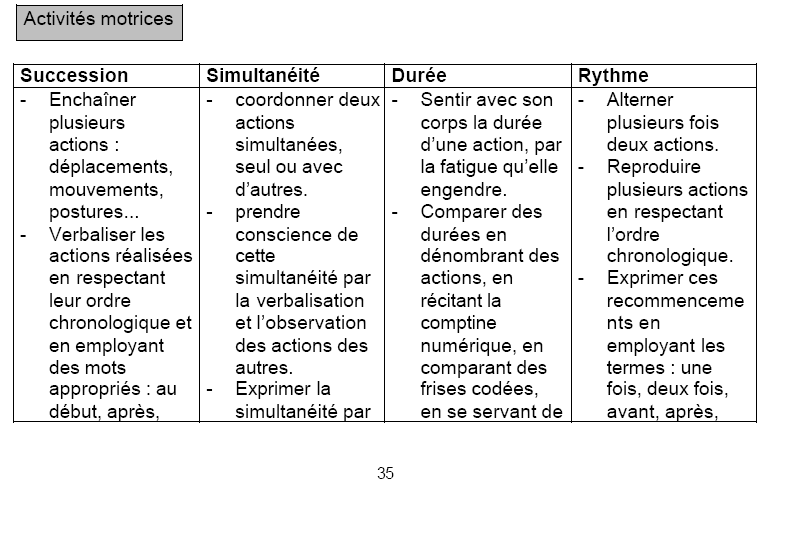 Activités motrices
Succession
- Enchaîner
plusieurs
actions :
déplacements,
mouvements,
postures...
- Verbaliser les
actions réalisées
en respectant
leur ordre
chronologique et
en employant
des mots
appropriés : au
début, après,
Simultanéité
- coordonner deux
actions
simultanées,
seul ou avec
d'autres.
- prendre
conscience de
cette
simultanéité par
la verbalisation
et l'observation
des actions des
autres.
- Exprimer la
simultanéité par
Durée
- Sentir avec son
corps la durée
d'une action, par
la fatigue qu'elle
engendre.
- Comparer des
durées en
dénombrant des
actions, en
récitant la
comptine
numérique, en
comparant des
frises codées,
en se servant de
Rythme
- Alterner
plusieurs fois
deux actions.
- Reproduire
plusieurs actions
en respectant
l'ordre
chronologique.
- Exprimer ces
recommenceme
nts en
employant les
termes : une
fois, deux fois,
avant, après,
35